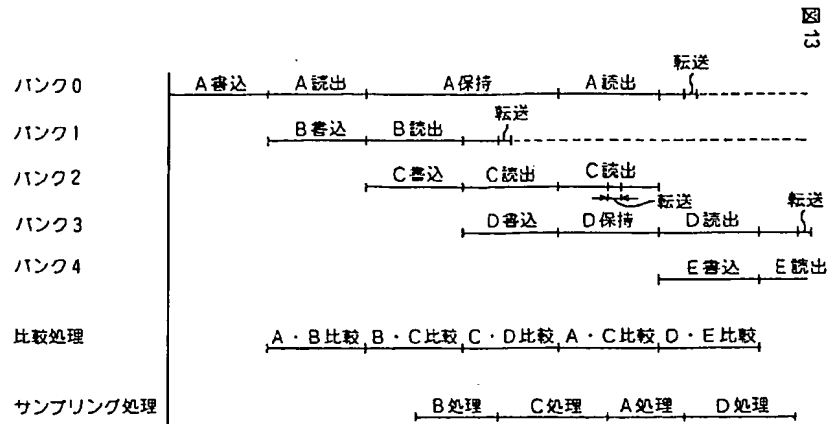 図13
転送
バンク0 A書込 A読出 A保持 A読出
転送
バンク1 B書込 B読出
バンク2 C書込 C読出 C読出
転送 転送
バンク3 D書込 D保持 D読出
バンク4 E書込 E読出
比較処理 A・B比較 B・C比較 C・D比較 A・C比較 D・E比較
サンプリング処理 B処理 C処理 A処理 D処理